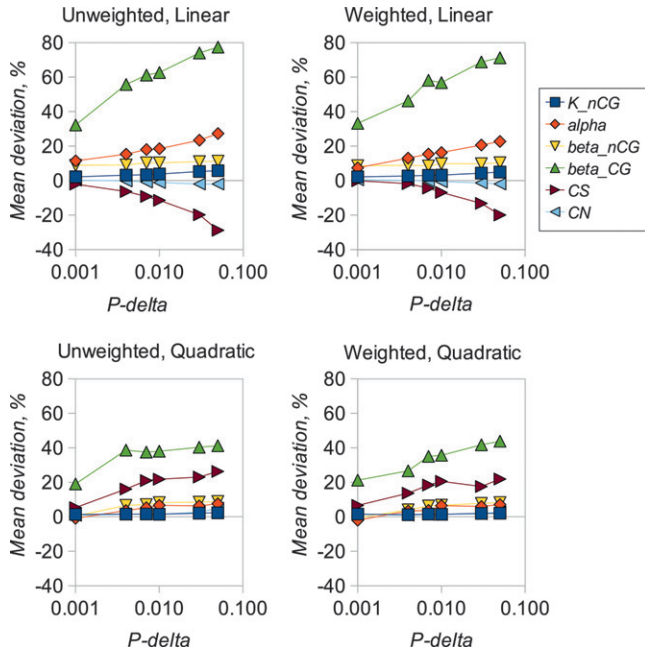 Unweighted, Linear
Mean deviation, %
80
60
40
20
0
-20
-40
0.001
0.010
0.100
P-delta
Weighted, Linear
Mean deviation, %
80
60
40
20
0
-20
-40
0.001
0.010
0.100
P-delta
K_nCG
alpha
beta_nCG
beta_CG
CS
CN
Unweighted, Quadratic
Mean deviation, %
80
60
40
20
0
-20
-40
0.001
0.010
0.100
P-delta
Weighted, Quadratic
Mean deviation, %
80
60
40
20
0
-20
-40
0.001
0.010
0.100
P-delta